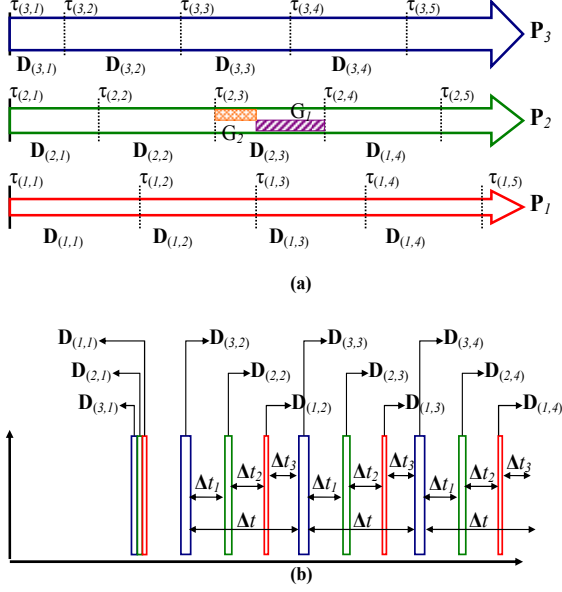 τ(3,1) τ(3,2) τ(3,3) τ(3,4) τ(3,5)
P3
D(3,1) D(3,2) D(3,3) D(3,4)
τ(2,1) τ(2,2) τ(2,3) τ(2,4) τ(2,5)
G1 P2
G2
D(2,1) D(2,2) D(2,3) D(1,4)
τ(1,1) τ(1,2) τ(1,3) τ(1,4) τ(1,5)
P1
D(1,1) D(1,2) D(1,3) D(1,4)
(a)
D(1,1) D(3,2) D(3,3) D(3,4)
D(2,1) D(2,2) D(2,3) D(2,4)
D(3,1) D(1,2) D(1,3) D(1,4)
Δt1 Δt2 Δt3 Δt1 Δt2 Δt3 Δt1 Δt2 Δt3
Δt Δt Δt
(b)